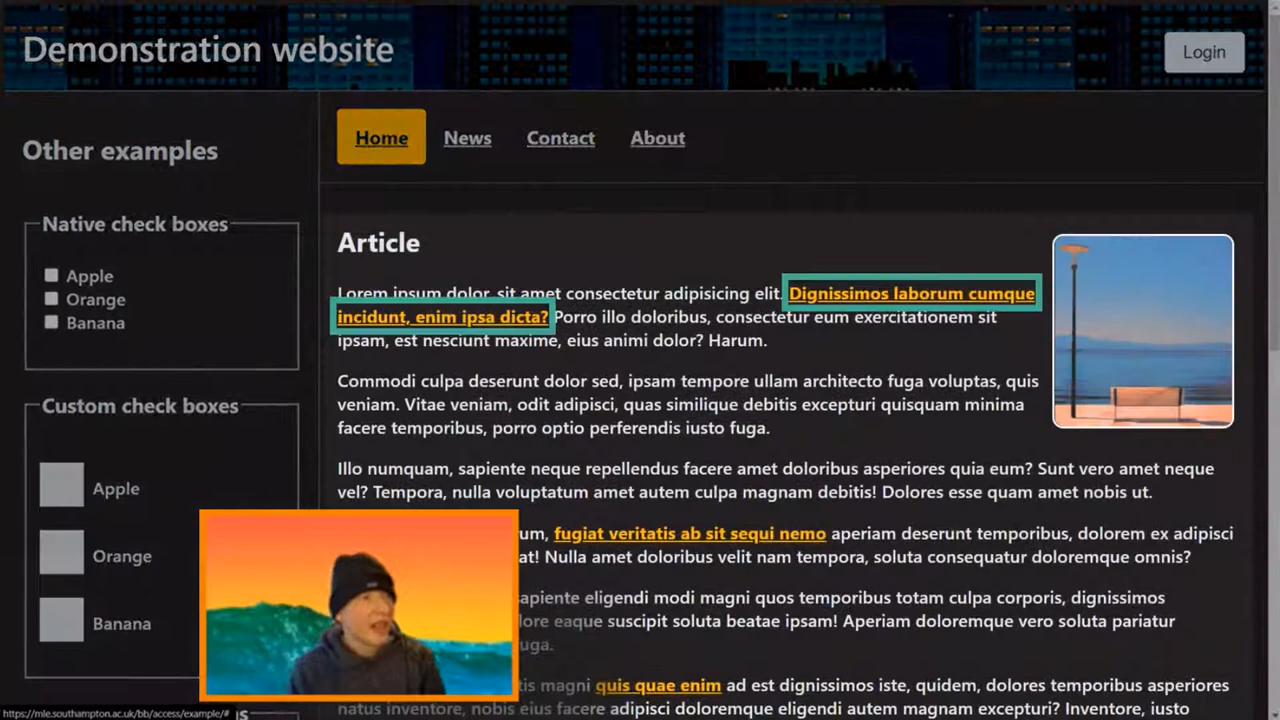 Demonstration website
Login
Other examples
Native check boxes
Apple
Orange
Banana
Custom check boxes
Apple
Orange
Banana
Home News Contact About
Article
Lorem ipsum dolor, sit amet consectetur adipisicing elit. Dignissimos laborum cumque
incidunt, enim ipsa dicta? Porro illo doloribus, consectetur eum exercitationem sit
ipsam, est nesciunt maxime, eius animi dolor? Harum.
Commodi culpa deserunt dolor sed, ipsam tempore ullam architecto fuga voluptas, quis
veniam. Vitae veniam, odit adipisci, quas similique debitis excepturi quisquam minima
facere temporibus, porro optio perferendis iusto fuga.
Illo numquam, sapiente neque repellendus facere amet doloribus asperiores quia eum? Sunt vero amet neque
vel? Tempora, nulla voluptatum amet autem culpa magnam debitis! Dolores esse quam amet nobis ut.
um, fugiat veritatis ab sit sequi nemo aperiam deserunt temporibus, dolorem ex adipisci
at! Nulla amet doloribus velit nam tempora, soluta consequatur doloremque omnis?
sapiente eligendi modi magni quos temporibus totam culpa corporis, dignissimos
lore eaque suscipit soluta beatae ipsam! Aperiam doloremque vero soluta pariatur
uga.
tis magni quis quae enim ad est dignissimos iste, quidem, dolores temporibus asperiores
natus inventore, nobis eius facere adipisci doloremque eligendi autem magnam excepturi? Inventore, iusto
https://mle.southampton.ac.uk/bb/access/example/#